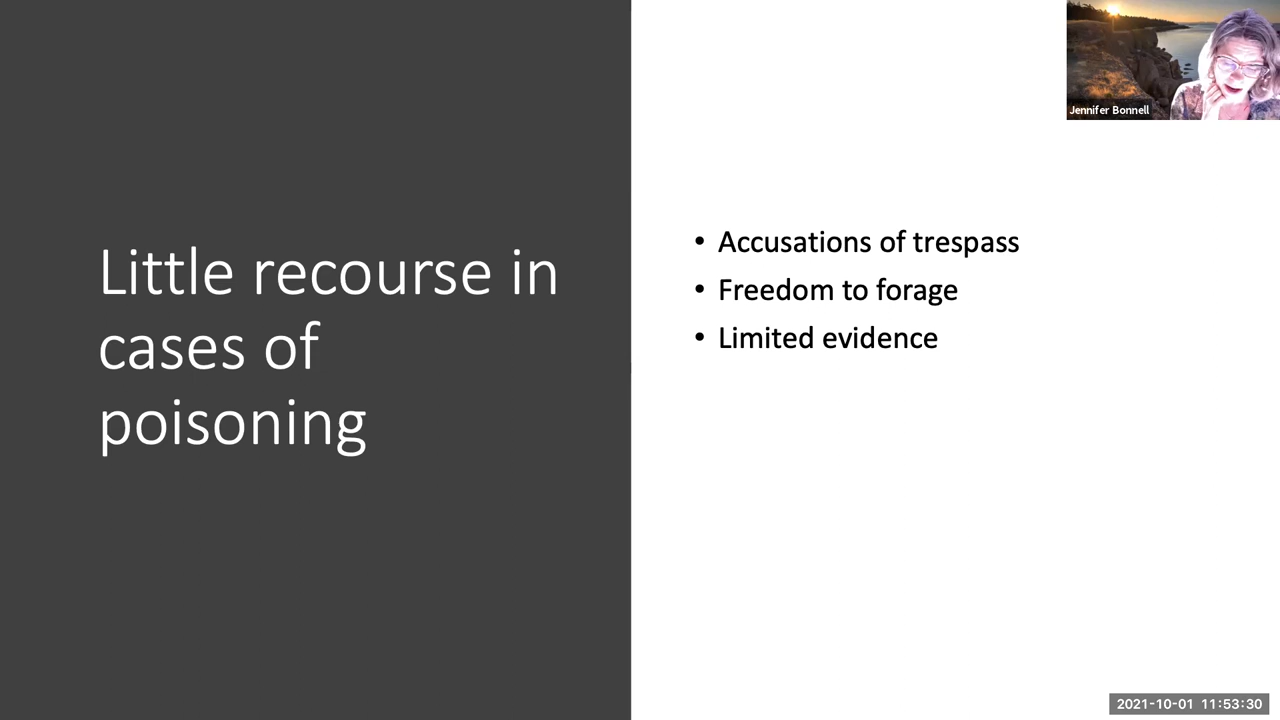 Jennifer Bonnell
Little recourse in
cases of
poisoning
• Accusations of trespass
• Freedom to forage
• Limited evidence
2021-10-01 11:53:30